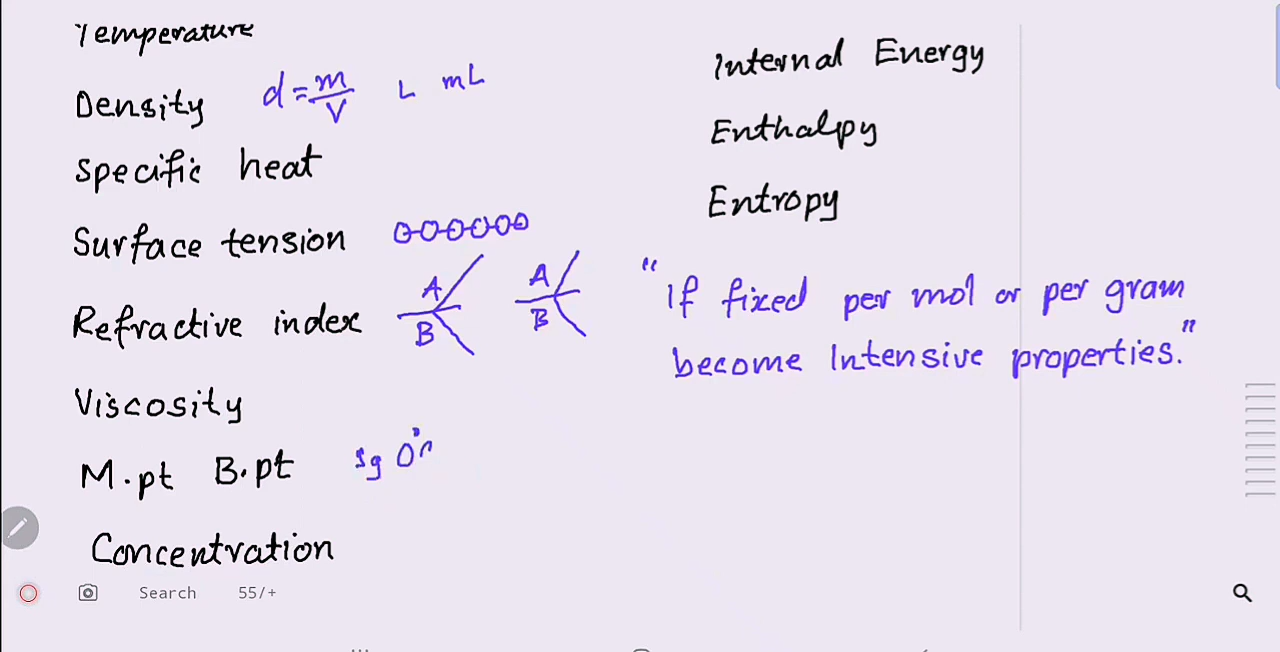 Temperature
Density d = m/V L mL
Specific heat
Surface tension
Refractive index A B A B
Viscosity
M.pt B.pt
Concentration
Internal Energy
Enthalpy
Entropy
"If fixed per mol or per gram
become Intensive properties."
Search 55/+